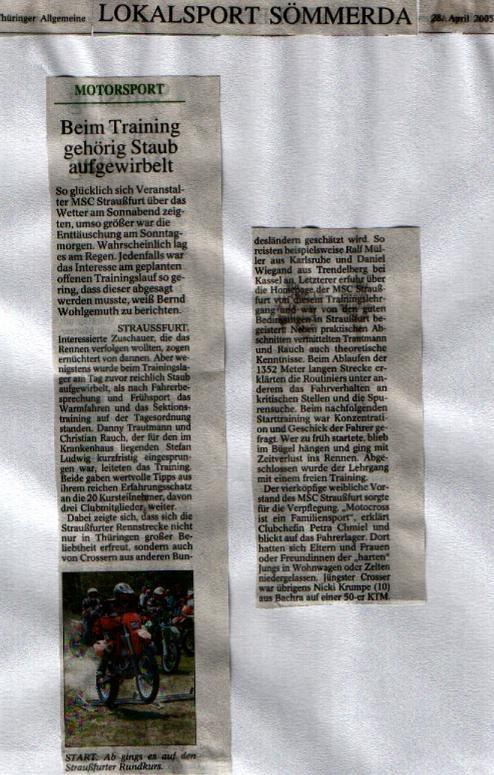 Thüringer Allgemeine LOKALSPORT SÖMMERDA 28. April 2005
MOTORSPORT
Beim Training
gehörig Staub
aufgewirbelt
So glücklich sich Veranstal-
ter MSC Straußfurt über das
Wetter am Sonnabend zeig-
ten, umso größer war die
Enttäuschung am Sonntag-
morgen. Wahrscheinlich lag
es am Regen. Jedenfalls war
das Interesse am geplanten
offenen Trainingslauf so ge-
ring, dass dieser abgesagt
werden musste, weiß Bernd
Wohlgemuth zu berichten.
STRAUSSFURT.
Interessierte Zuschauer, die das
Rennen verfolgen wollten, zogen
ernüchtert von dannen. Aber we-
nigstens wurde beim Trainingsla-
ger am Tag zuvor reichlich Staub
aufgewirbelt, als nach Fahrerbe-
sprechung und Frühsport das
Warmfahren und das Sektions-
training auf der Tagesordnung
standen. Danny Trautmann und
Christian Rauch, der für den im
Krankenhaus liegenden Stefan
Ludwig kurzfristig eingesprun-
gen war, leiteten das Training.
Beide gaben wertvolle Tipps aus
ihrem reichen Erfahrungsschatz
an die 20 Kursteilnehmer, davon
drei Clubmitglieder, weiter.
Dabei zeigte sich, dass sich die
Straußfurter Rennstrecke nicht
nur in Thüringen großer Be-
liebtheit erfreut, sondern auch
von Crossern aus anderen Bun-
desländern geschätzt wird. So
reisten beispielsweise Ralf Mül-
ler aus Karlsruhe und Daniel
Wiegand aus Trendelberg bei
Kassel an. Letzterer erfuhr über
die Homepage der MSC Strauß-
furt von diesem Trainingslehr-
gang und war von den guten
Bedingungen in Straußfurt be-
geistert. Neben praktischen Ab-
schnitten vermittelten Trautmann
und Rauch auch theoretische
Kenntnisse. Beim Ablaufen der
1352 Meter langen Strecke er-
klärten die Routiniers unter an-
derem das Fahrverhalten an
kritischen Stellen und die Spu-
rensuche. Beim nachfolgenden
Starttraining war Konzentrati-
on und Geschick der Fahrer ge-
fragt. Wer zu früh startete, blieb
im Bügel hängen und ging mit
Zeitverlust ins Rennen. Abge-
schlossen wurde der Lehrgang
mit einem freien Training.
Der vierköpfige weibliche Vor-
stand des MSC Straußfurt sorgte
für die Verpflegung. „Motocross
ist ein Familiensport“, erklär
Clubchefin Petra Chmiel und
blickt auf das Fahrerlager. Dort
hatten sich Eltern und Frauen
oder Freundinnen der „harten“
Jungs in Wohnwagen oder Zelten
niedergelassen. Jüngster Crosser
war übrigens Nicki Krumpe (10)
aus Bachra auf einer 50-er KTM.
START: Ab gings es auf den
Straußfurter Rundkurs.